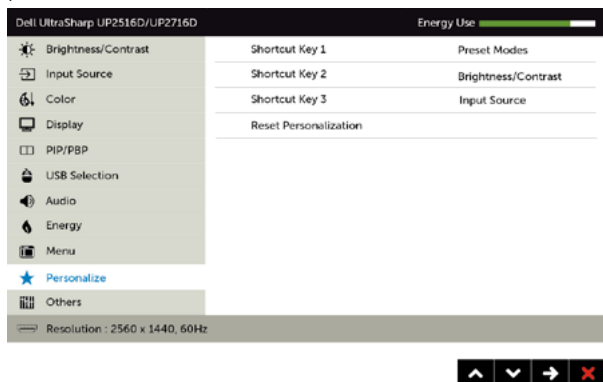 Dell UltraSharp UP2516D/UP2716D Energy Use
Brightness/Contrast Shortcut Key 1 Preset Modes
Input Source Shortcut Key 2 Brightness/Contrast
Color Shortcut Key 3 Input Source
Display Reset Personalization
PIP/PBP
USB Selection
Audio
Energy
Menu
Personalize
Others
Resolution : 2560 x 1440, 60Hz